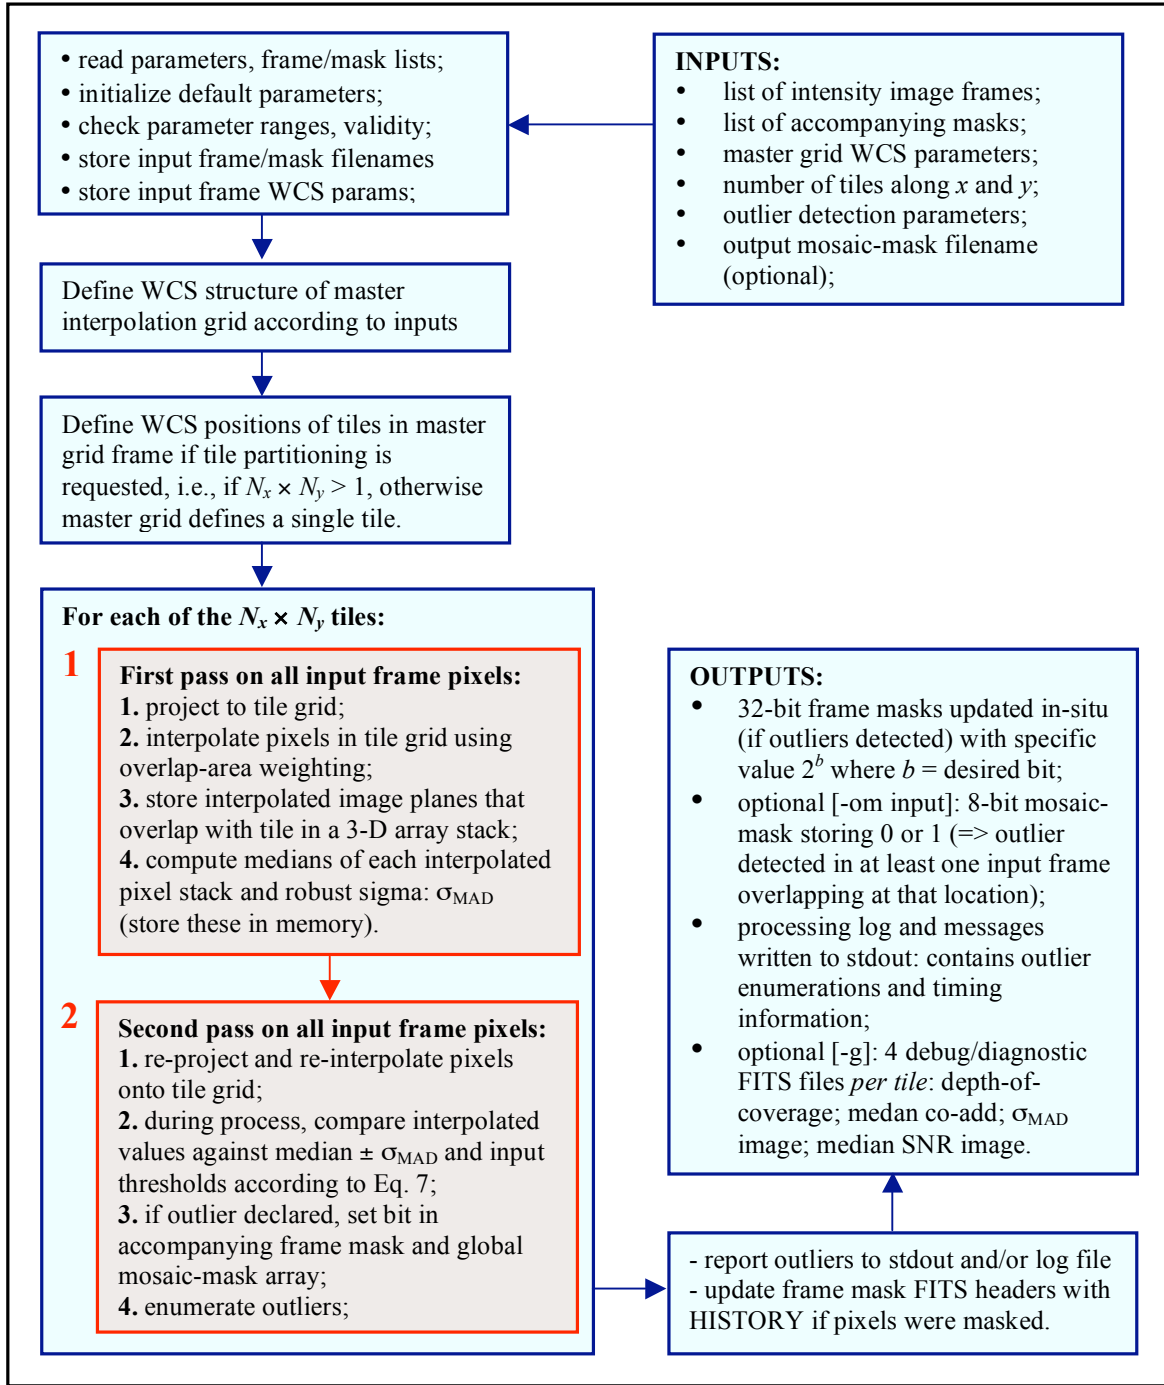 • read parameters, frame/mask lists;
• initialize default parameters;
• check parameter ranges, validity;
• store input frame/mask filenames
• store input frame WCS params;
INPUTS:
• list of intensity image frames;
• list of accompanying masks;
• master grid WCS parameters;
• number of tiles along x and y;
• outlier detection parameters;
• output mosaic-mask filename
(optional);
Define WCS structure of master
interpolation grid according to inputs
Define WCS positions of tiles in master
grid frame if tile partitioning is
requested, i.e., if Nx × Ny > 1, otherwise
master grid defines a single tile.
For each of the Nx × Ny tiles:
1
First pass on all input frame pixels:
1. project to tile grid;
2. interpolate pixels in tile grid using
overlap-area weighting;
3. store interpolated image planes that
overlap with tile in a 3-D array stack;
4. compute medians of each interpolated
pixel stack and robust sigma: σMAD
(store these in memory).
2
Second pass on all input frame pixels:
1. re-project and re-interpolate pixels
onto tile grid;
2. during process, compare interpolated
values against median ± σMAD and input
thresholds according to Eq. 7;
3. if outlier declared, set bit in
accompanying frame mask and global
mosaic-mask array;
4. enumerate outliers;
OUTPUTS:
• 32-bit frame masks updated in-situ
(if outliers detected) with specific
value 2^b where b = desired bit;
• optional [-om input]: 8-bit mosaic-
mask storing 0 or 1 (=> outlier
detected in at least one input frame
overlapping at that location);
• processing log and messages
written to stdout: contains outlier
enumerations and timing
information;
• optional [-g]: 4 debug/diagnostic
FITS files per tile: depth-of-
coverage; medan co-add; σMAD
image; median SNR image.
- report outliers to stdout and/or log file
- update frame mask FITS headers with
HISTORY if pixels were masked.